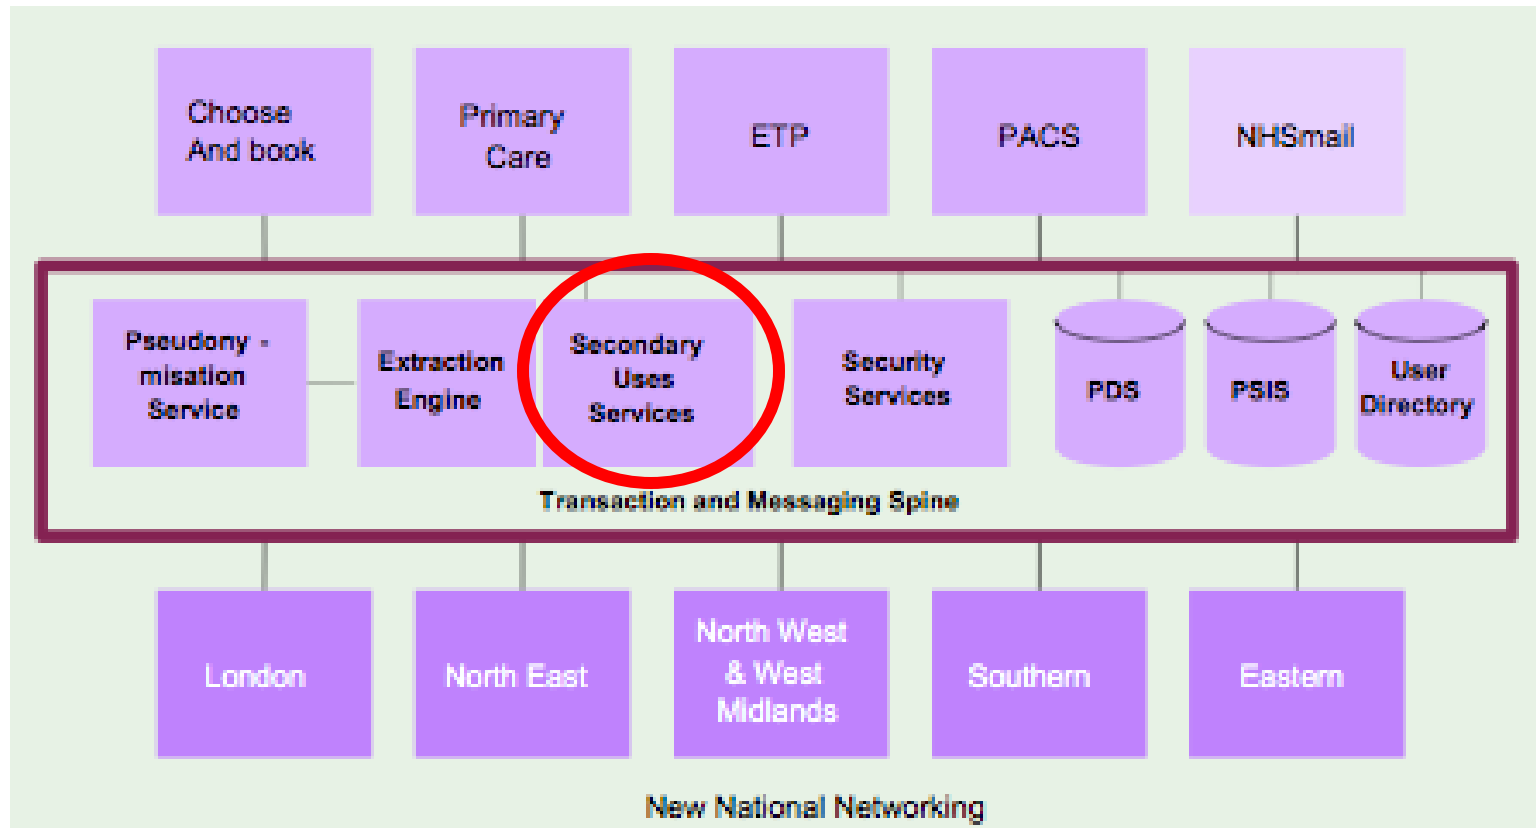 Choose
And book
Primary
Care
ETP
PACS
NHSmail
Pseudony -
misation
Service
Extraction
Engine
Secondary
Uses
Services
Security
Services
PDS
PSIS
User
Directory
Transaction and Messaging Spine
London
North East
North West
& West
Midlands
Southern
Eastern
New National Networking